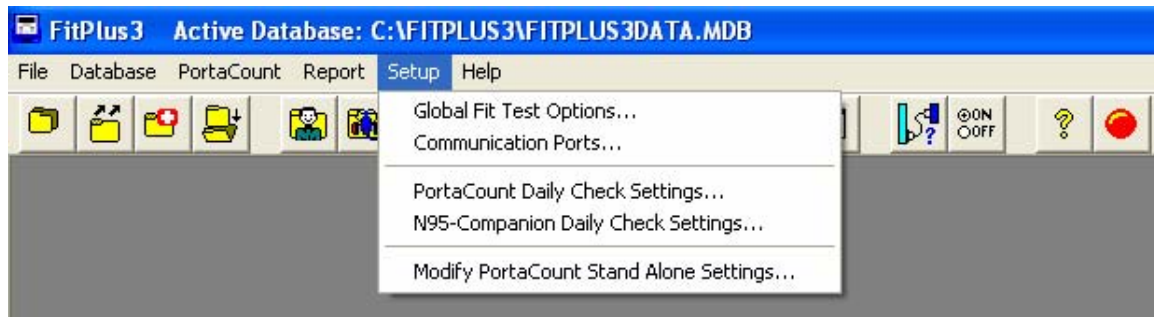 FitPlus3 Active Database: C:\FITPLUS3\FITPLUS3DATA.MDB
File Database PortaCount Report Setup Help
Global Fit Test Options...
Communication Ports...
ON
OFF
PortaCount Daily Check Settings...
N95-Companion Daily Check Settings...
Modify PortaCount Stand Alone Settings...